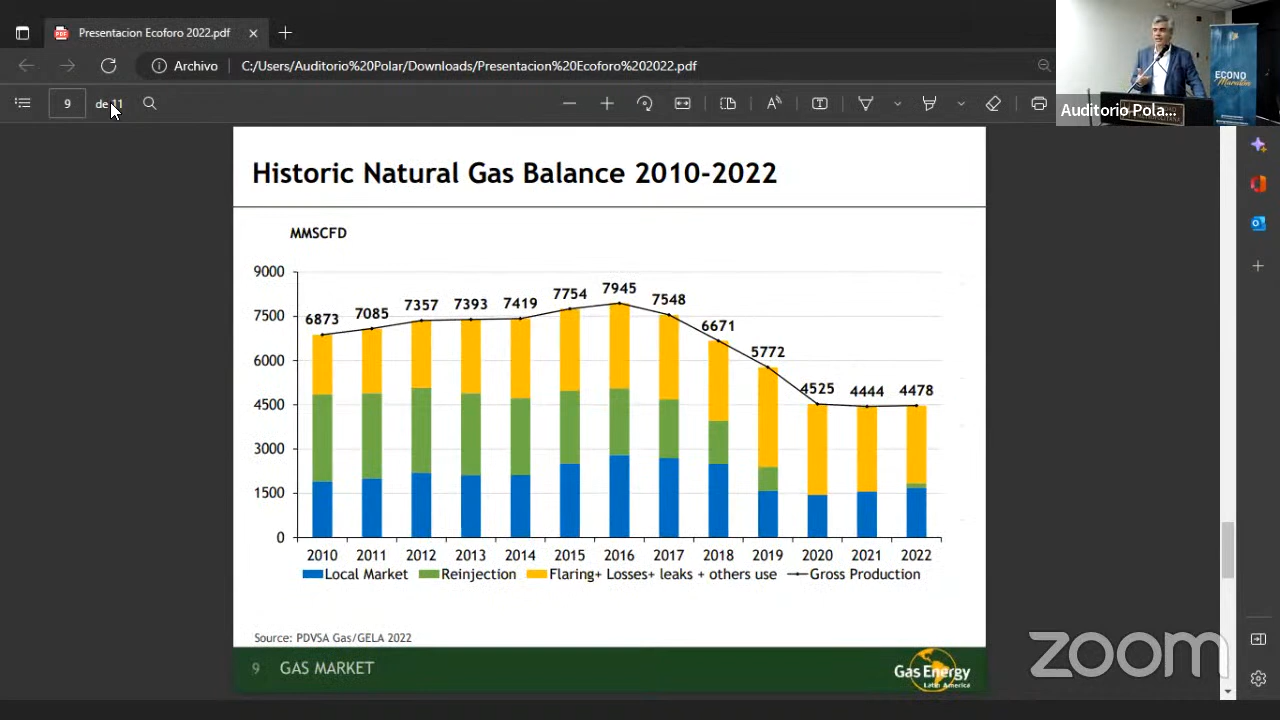 Presentacion Ecoforo 2022.pdf
Archivo C:/Users/Auditorio%20Polar/Downloads/Presentacion%20Ecoforo%202022.pdf
9 de 11
ECONO
Auditorio Pola...
Historic Natural Gas Balance 2010-2022
MMSCFD
9000
7500
6000
4500
3000
1500
0
6873 7085 7357 7393 7419 7754 7945 7548 6671 5772 4525 4444 4478
2010 2011 2012 2013 2014 2015 2016 2017 2018 2019 2020 2021 2022
Local Market Reinjection Flaring+ Losses+ leaks + others use Gross Production
Source: PDVSA Gas/GELA 2022
9 GAS MARKET
Gas Energy
Latin America
zoom